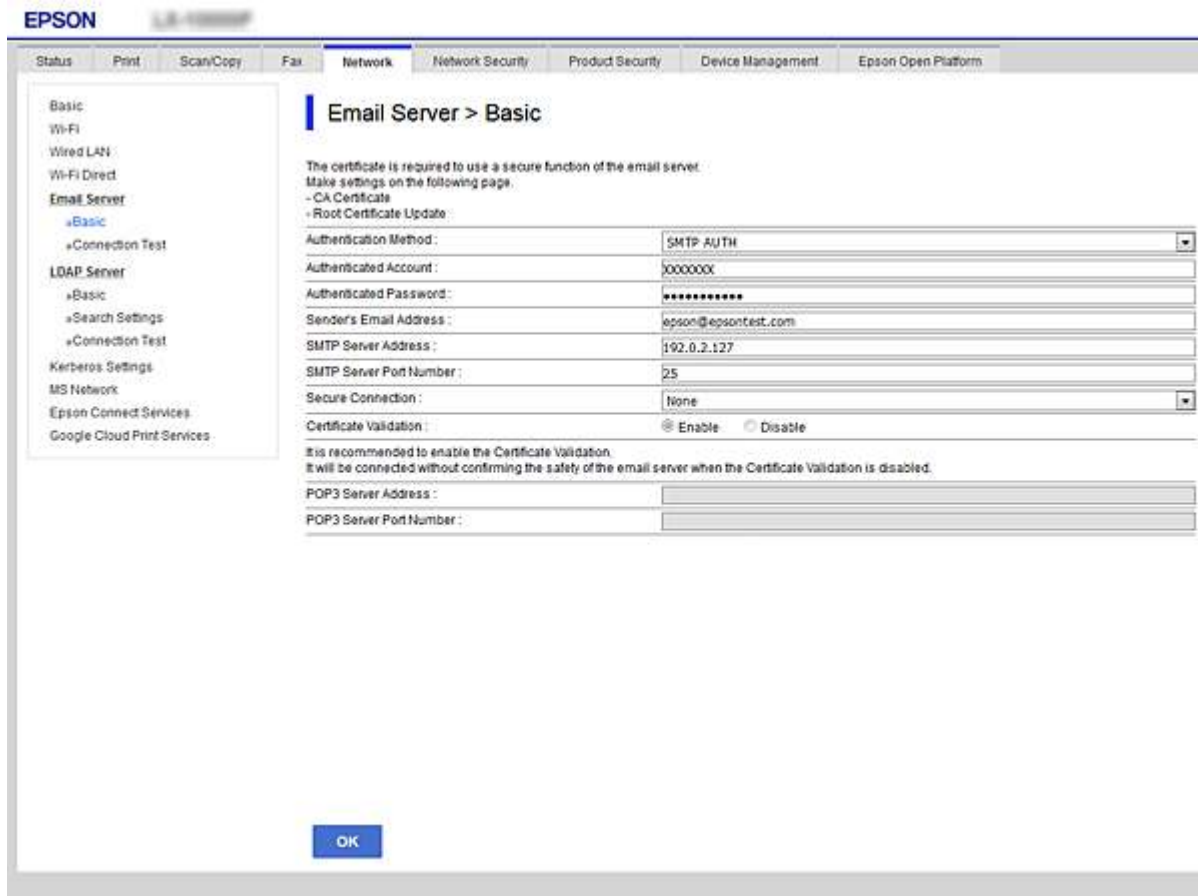 EPSON
Status Print Scan/Copy Fax Network Network Security Product Security Device Management Epson Open Platform
Basic
Wi-Fi
Wired LAN
Wi-Fi Direct
Email Server
»Basic
»Connection Test
LDAP Server
»Basic
»Search Settings
»Connection Test
Kerberos Settings
MS Network
Epson Connect Services
Google Cloud Print Services
Email Server > Basic
The certificate is required to use a secure function of the email server.
Make settings on the following page.
- CA Certificate
- Root Certificate Update
Authentication Method : SMTP AUTH
Authenticated Account : XXXXXXX
Authenticated Password : •••••••••••
Sender's Email Address : epson@epsontest.com
SMTP Server Address : 192.0.2.127
SMTP Server Port Number : 25
Secure Connection : None
Certificate Validation : Enable Disable
It is recommended to enable the Certificate Validation.
It will be connected without confirming the safety of the email server when the Certificate Validation is disabled.
POP3 Server Address :
POP3 Server Port Number :
OK